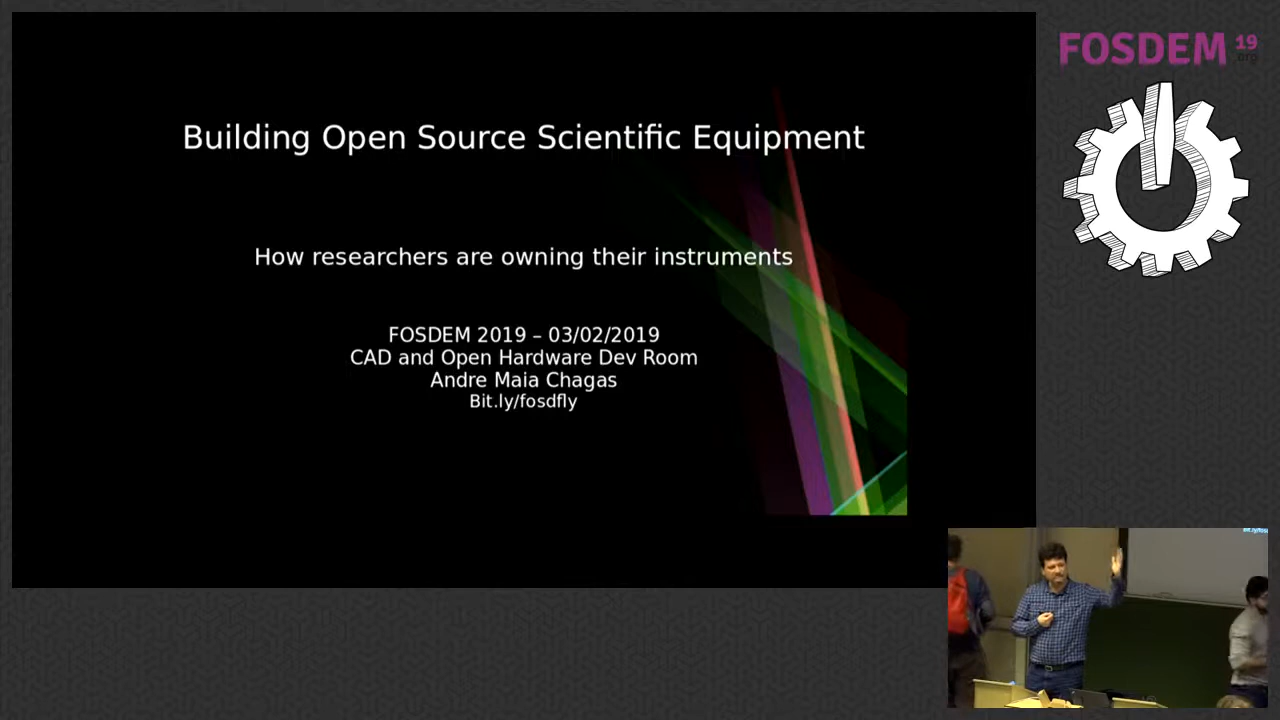 Building Open Source Scientific Equipment
How researchers are owning their instruments
FOSDEM 2019 – 03/02/2019
CAD and Open Hardware Dev Room
Andre Maia Chagas
Bit.ly/fosdfly
FOSDEM 19
.org